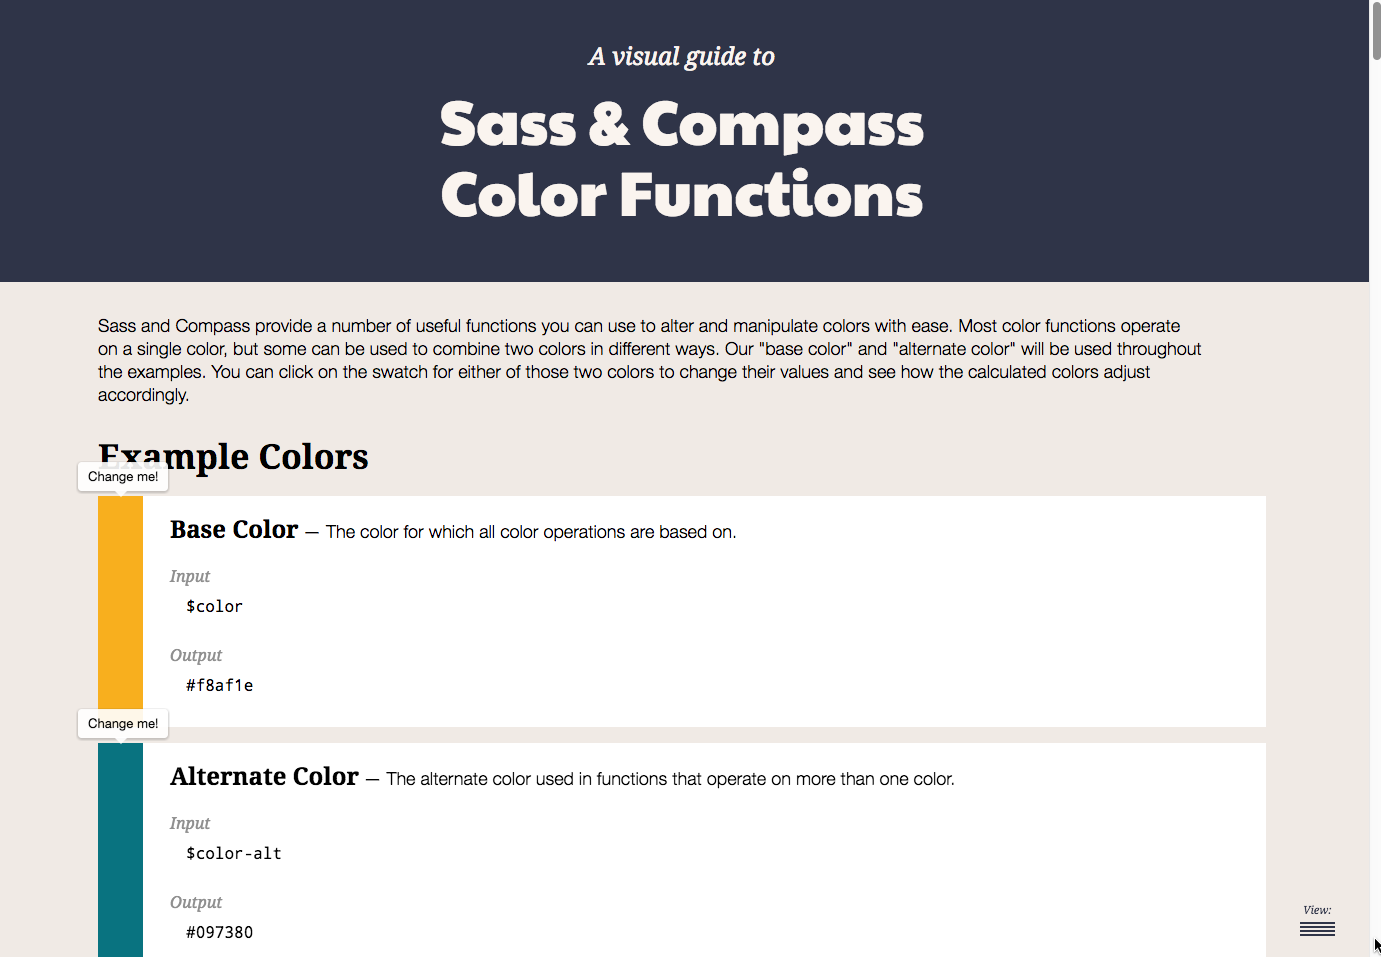 A visual guide to
Sass & Compass
Color Functions
Sass and Compass provide a number of useful functions you can use to alter and manipulate colors with ease. Most color functions operate
on a single color, but some can be used to combine two colors in different ways. Our "base color" and "alternate color" will be used throughout
the examples. You can click on the swatch for either of those two colors to change their values and see how the calculated colors adjust
accordingly.
Example Colors
Change me!
Base Color — The color for which all color operations are based on.
Input
$color
Output
#f8af1e
Change me!
Alternate Color — The alternate color used in functions that operate on more than one color.
Input
$color-alt
Output
#097380
View: